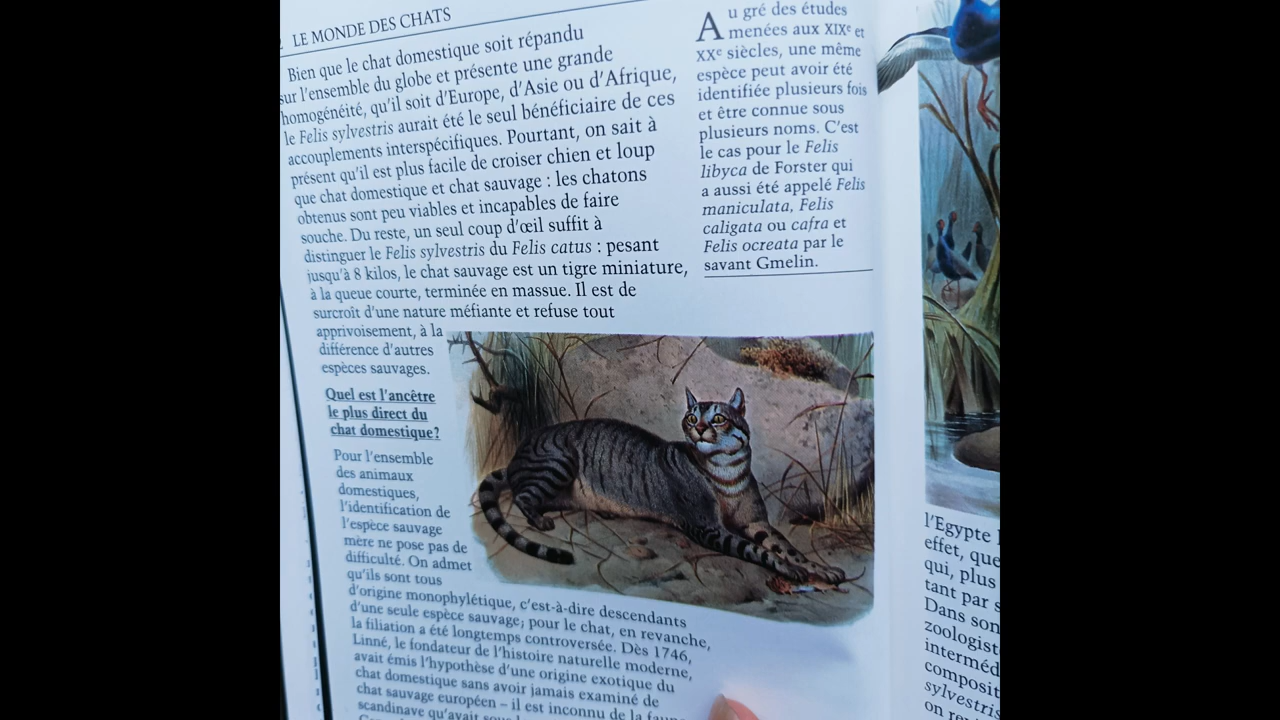 LE MONDE DES CHATS
Bien que le chat domestique soit répandu
sur l'ensemble du globe et présente une grande
homogénéité, qu'il soit d'Europe, d'Asie ou d'Afrique,
le Felis sylvestris aurait été le seul bénéficiaire de ces
accouplements interspécifiques. Pourtant, on sait à
présent qu'il est plus facile de croiser chien et loup
que chat domestique et chat sauvage : les chatons
obtenus sont peu viables et incapables de faire
souche. Du reste, un seul coup d'œil suffit à
distinguer le Felis sylvestris du Felis catus : pesant
jusqu'à 8 kilos, le chat sauvage est un tigre miniature,
à la queue courte, terminée en massue. Il est de
surcroît d'une nature méfiante et refuse tout
apprivoisement, à la
différence d'autres
espèces sauvages.
Quel est l'ancêtre
le plus direct du
chat domestique?
Pour l'ensemble
des animaux
domestiques,
l'identification de
l'espèce sauvage
mère ne pose pas de
difficulté. On admet
qu'ils sont tous
d'origine monophylétique, c'est-à-dire descendants
d'une seule espèce sauvage; pour le chat, en revanche,
la filiation a été longtemps controversée. Dès 1746,
Linné, le fondateur de l'histoire naturelle moderne,
avait émis l'hypothèse d'une origine exotique du
chat domestique sans avoir jamais examiné de
chat sauvage européen – il est inconnu de la
scandinave qu'avait
Au gré des études
menées aux XIXe et
XXe siècles, une même
espèce peut avoir été
identifiée plusieurs fois
et être connue sous
plusieurs noms. C'est
le cas pour le Felis
libyca de Forster qui
a aussi été appelé Felis
maniculata, Felis
caligata ou cafra et
Felis ocreata par le
savant Gmelin.
l'Egypte
effet, que
qui, plus
tant par
Dans son
zoologist
interméd
composit
sylvestris
on